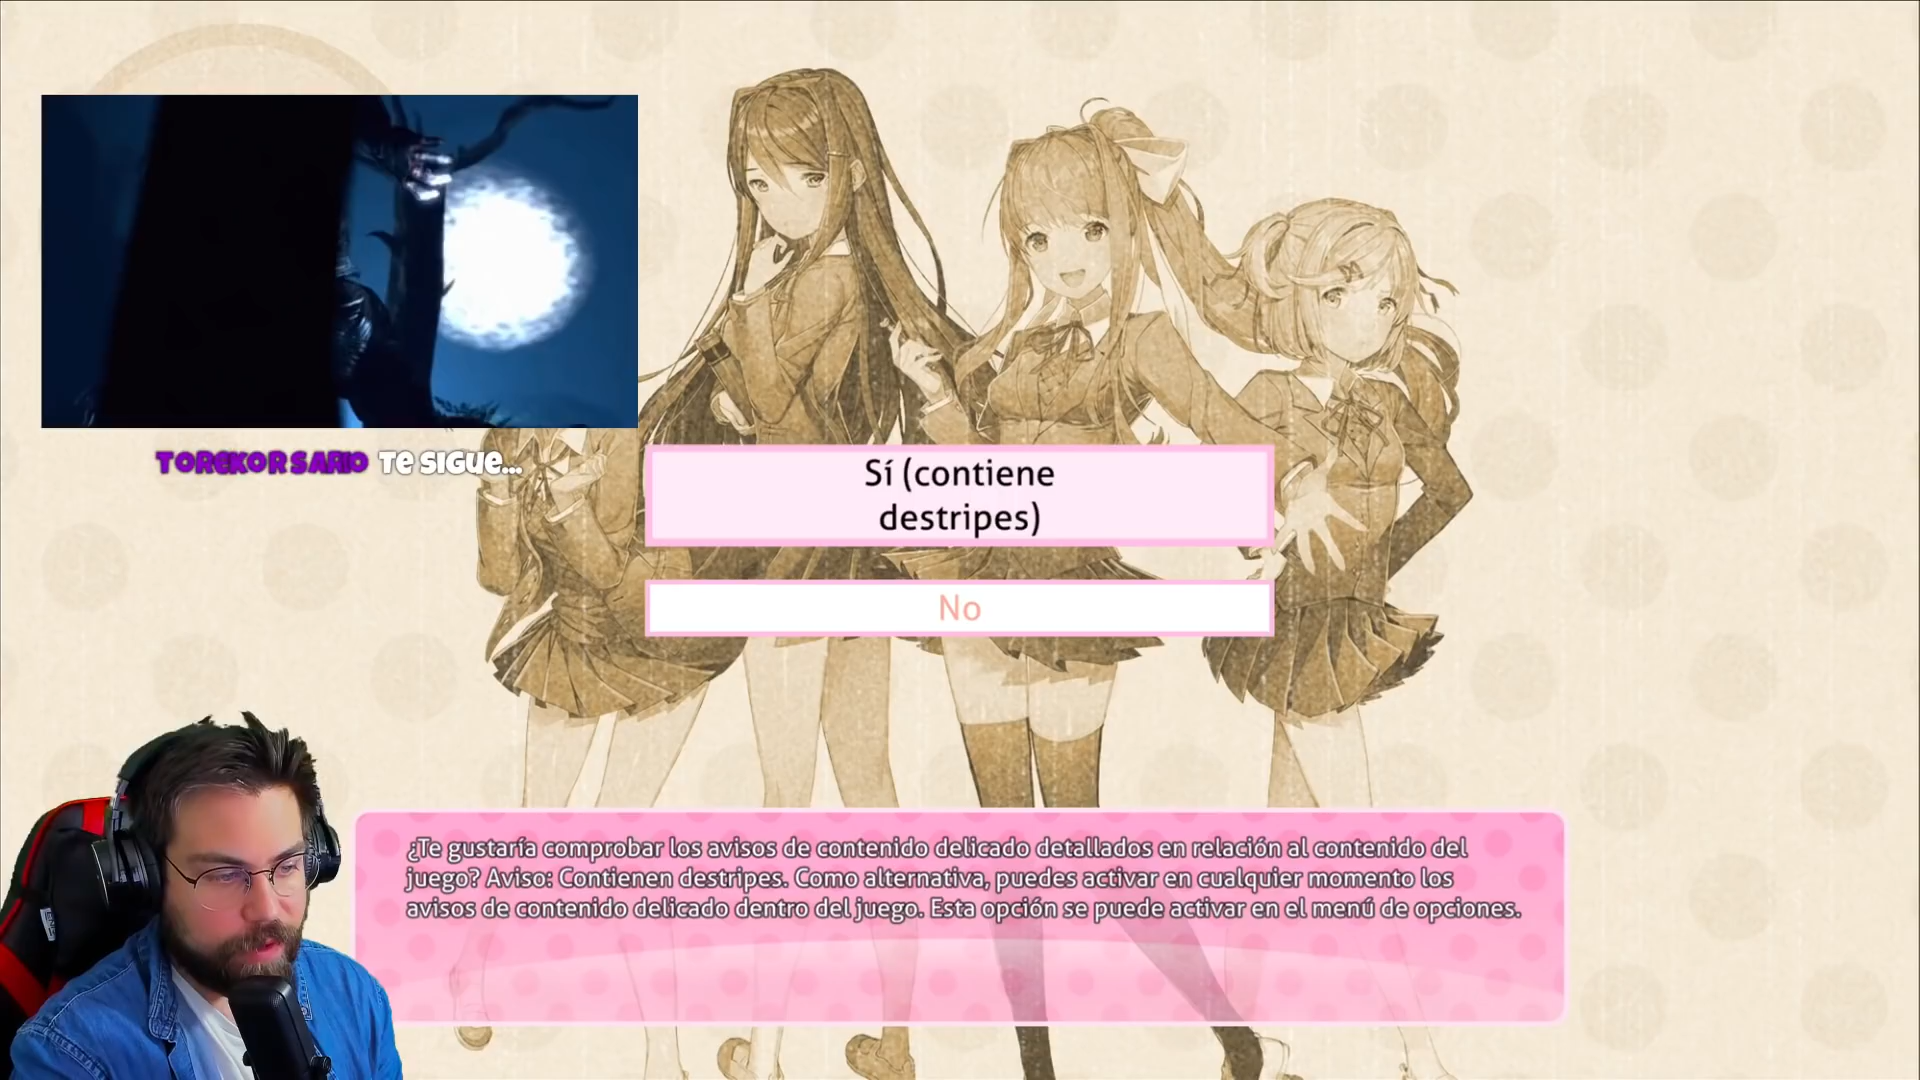 TOREKORSARIO TE SIGUE...
Sí (contiene
destripes)
No
¿Te gustaría comprobar los avisos de contenido delicado detallados en relación al contenido del
juego? Aviso: Contienen destripes. Como alternativa, puedes activar en cualquier momento los
avisos de contenido delicado dentro del juego. Esta opción se puede activar en el menú de opciones.